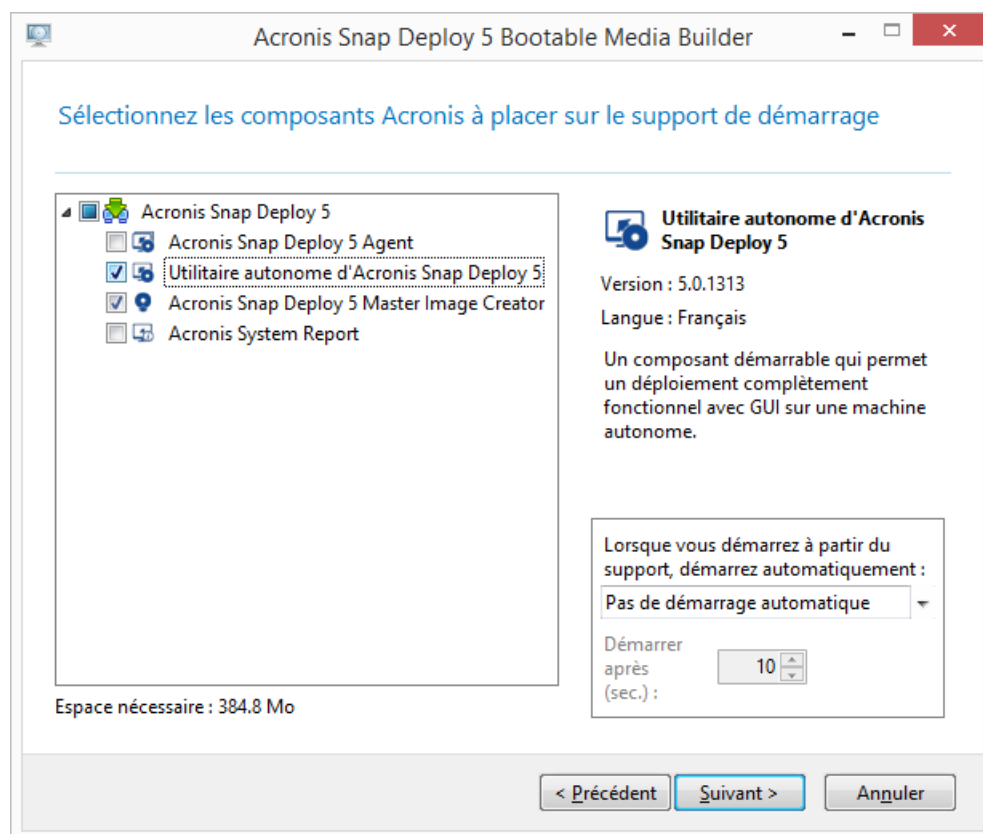 Acronis Snap Deploy 5 Bootable Media Builder
Sélectionnez les composants Acronis à placer sur le support de démarrage
Acronis Snap Deploy 5
Acronis Snap Deploy 5 Agent
Utilitaire autonome d'Acronis Snap Deploy 5
Acronis Snap Deploy 5 Master Image Creator
Acronis System Report
Espace nécessaire : 384.8 Mo
Utilitaire autonome d'Acronis
Snap Deploy 5
Version : 5.0.1313
Langue : Français
Un composant démarrable qui permet
un déploiement complètement
fonctionnel avec GUI sur une machine
autonome.
Lorsque vous démarrez à partir du
support, démarrez automatiquement :
Pas de démarrage automatique
Démarrer
après
(sec.) :
10
< Précédent
Suivant >
Annuler